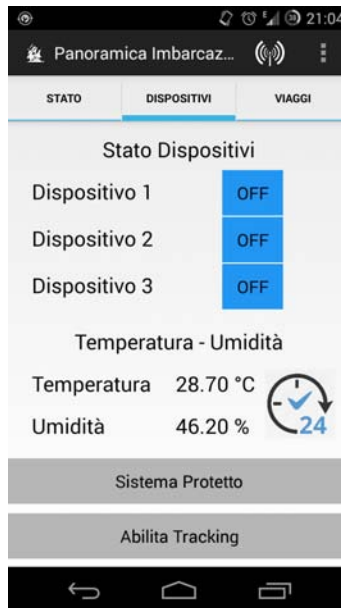 21:04
Panoramica Imbarcaz...
STATO DISPOSITIVI VIAGGI
Stato Dispositivi
Dispositivo 1 OFF
Dispositivo 2 OFF
Dispositivo 3 OFF
Temperatura - Umidità
Temperatura 28.70 °C
Umidità 46.20 %
24
Sistema Protetto
Abilita Tracking